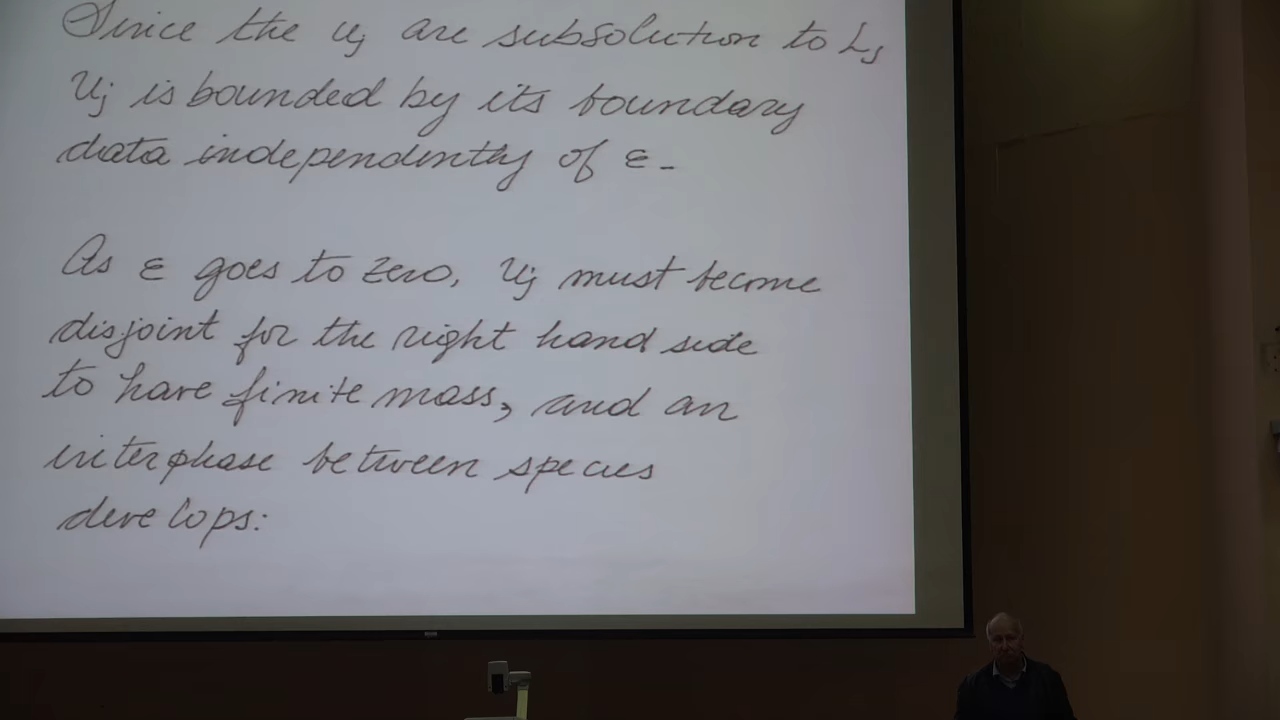 Since the uj are subsolution to Lj
uj is bounded by its boundary
data independently of ε -
As ε goes to zero, uj must become
disjoint for the right hand side
to have finite mass, and an
interphase between species
develops: